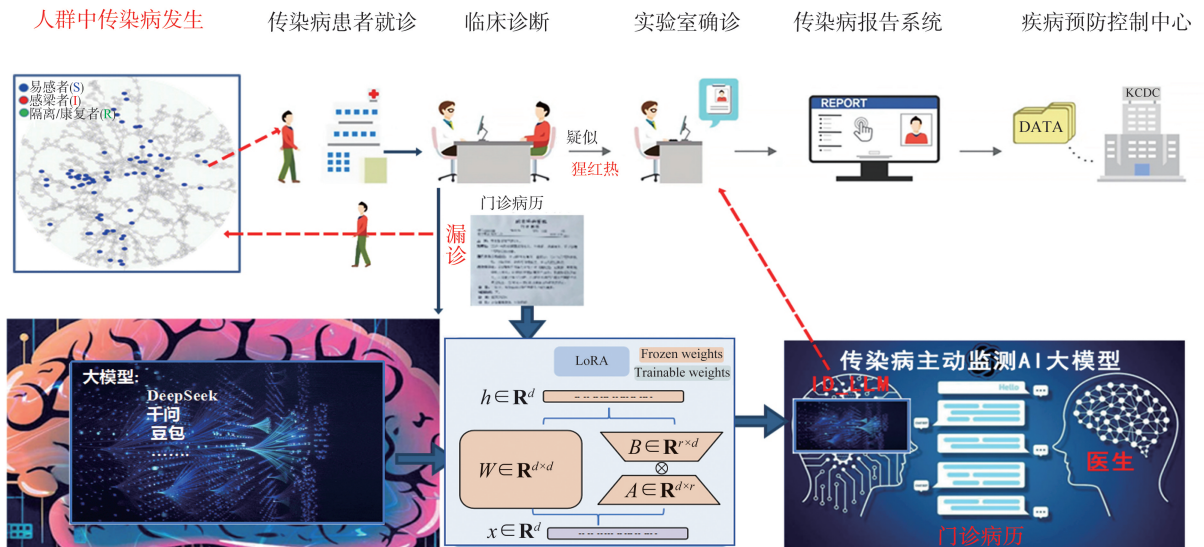 人群中传染病发生
传染病患者就诊
临床诊断
实验室确诊
传染病报告系统
疾病预防控制中心
易感者(S)
感梁者(I)
隔离/康复者(R)
疑似
猩红热
REPORT
DATA
KCDC
门诊病历
漏诊
大模型:
DeepSeek
千问
豆包
.......
LoRA
Frozen weights
Trainable weights
h∈R^d
W∈R^{d×d}
B∈R^{r×d}
⊗
A∈R^{d×r}
x∈R^d
传染病主动监测AI大模型
ID LLM
Hello
医生
门诊病历